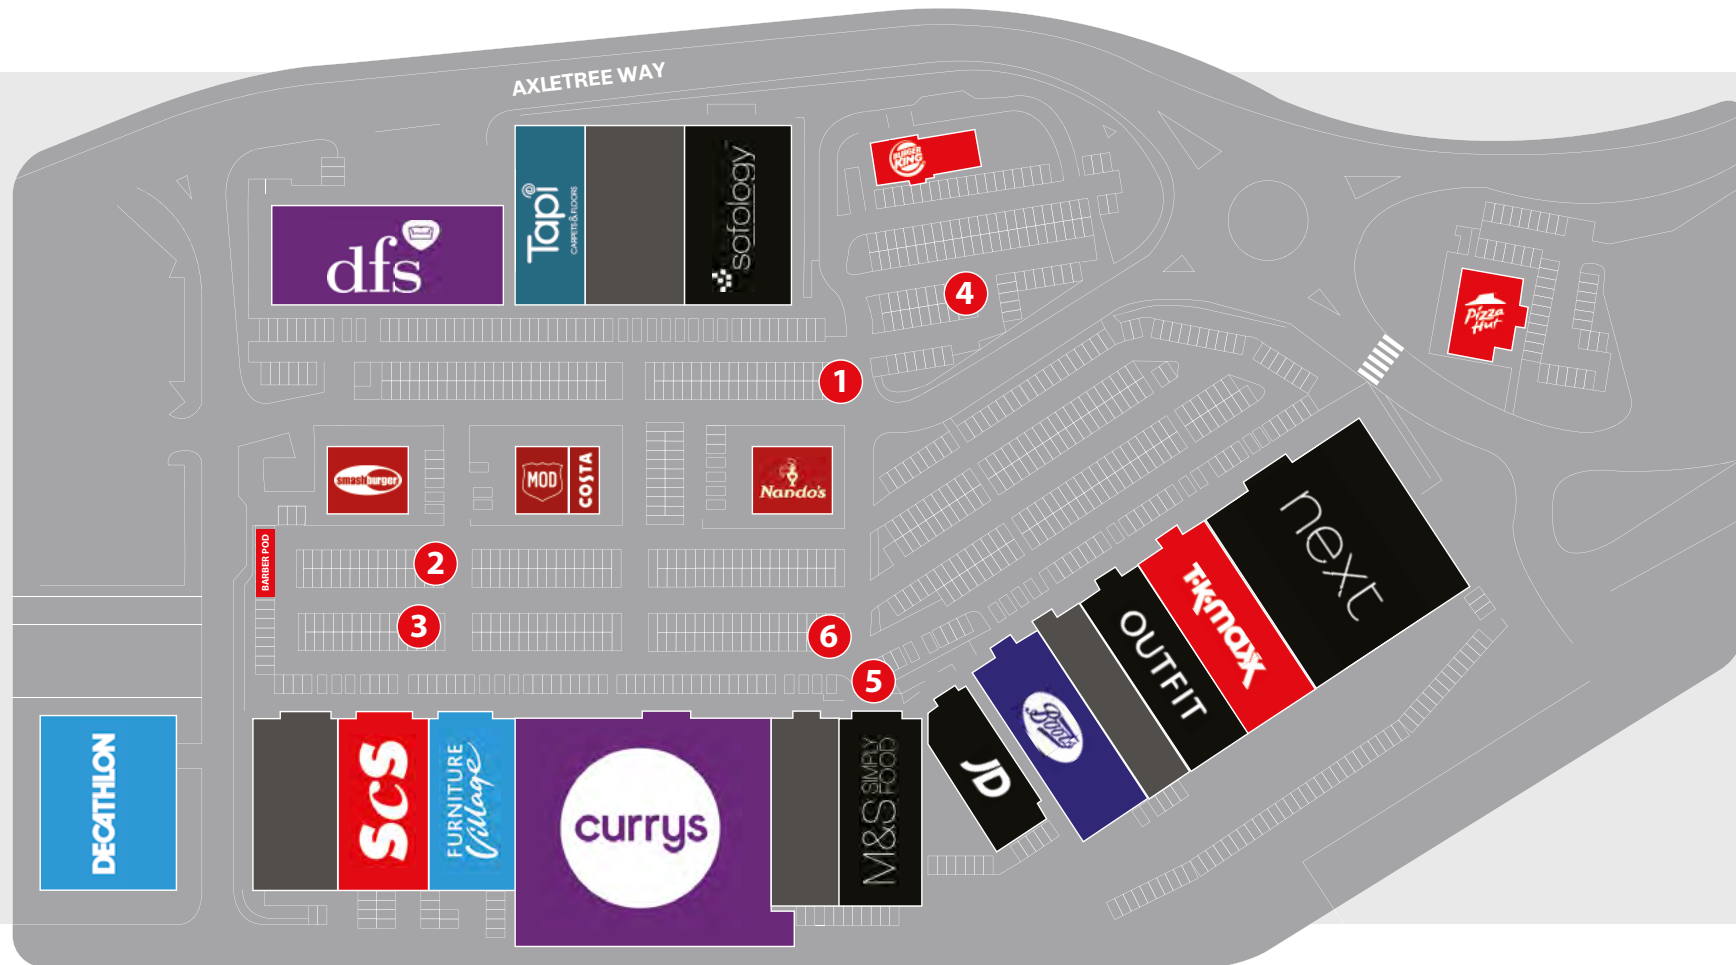 AXLETREE WAY
BURGER
KING
Tapi
CARPETS & FLOORS
sofology
dfs
Pizza
Hut
4
1
smashburger
MOD
COSTA
Nando's
next
BARBER POD
2
T·K·maxx
3
6
OUTFIT
5
Boots
JD
DECATHLON
ScS
FURNITURE
Village
currys
M&S
SIMPLY
FOOD